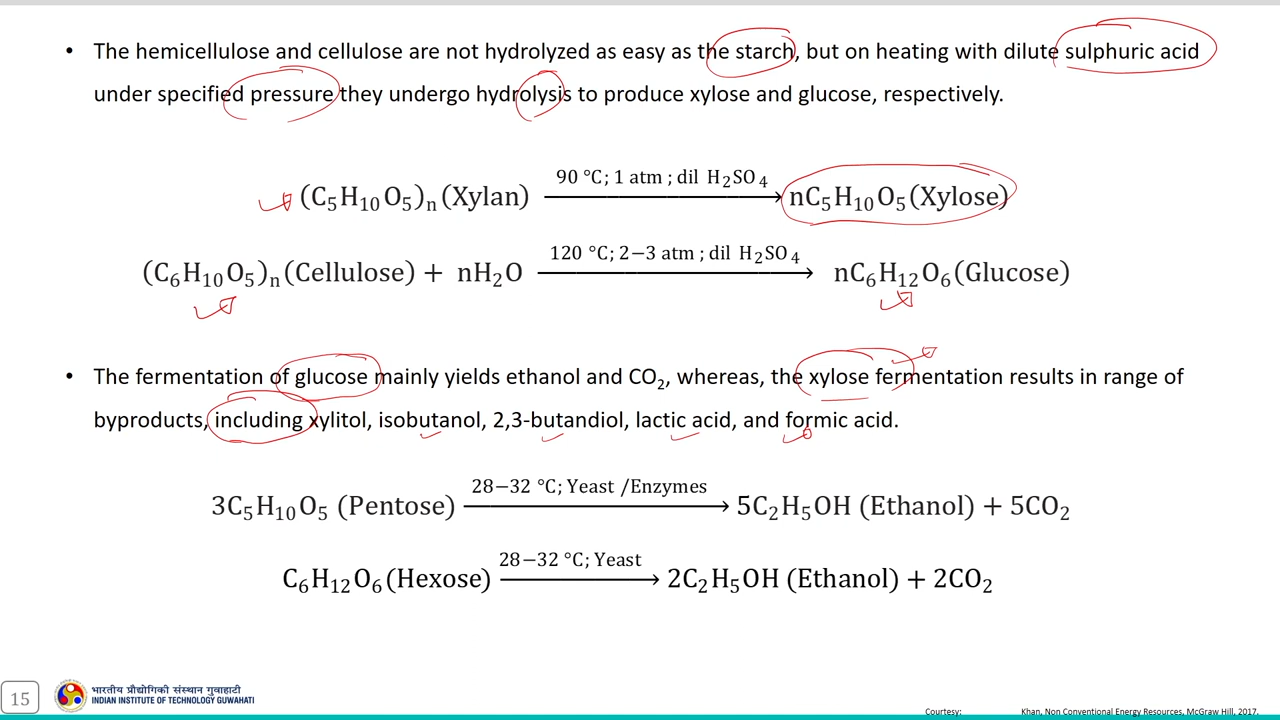 • The hemicellulose and cellulose are not hydrolyzed as easy as the starch, but on heating with dilute sulphuric acid
under specified pressure they undergo hydrolysis to produce xylose and glucose, respectively.
90 °C; 1 atm ; dil H₂SO₄
(C₅H₁₀O₅)ₙ(Xylan) ⟶ nC₅H₁₀O₅(Xylose)
120 °C; 2−3 atm ; dil H₂SO₄
(C₆H₁₀O₅)ₙ(Cellulose) + nH₂O ⟶ nC₆H₁₂O₆(Glucose)
• The fermentation of glucose mainly yields ethanol and CO₂, whereas, the xylose fermentation results in range of
byproducts, including xylitol, isobutanol, 2,3-butandiol, lactic acid, and formic acid.
28−32 °C; Yeast /Enzymes
3C₅H₁₀O₅ (Pentose) ⟶ 5C₂H₅OH (Ethanol) + 5CO₂
28−32 °C; Yeast
C₆H₁₂O₆(Hexose) ⟶ 2C₂H₅OH (Ethanol) + 2CO₂
15
भारतीय प्रौद्योगिकी संस्थान गुवाहाटी
INDIAN INSTITUTE OF TECHNOLOGY GUWAHATI
Courtesy: Khan, Non Conventional Energy Resources, McGraw Hill, 2017.